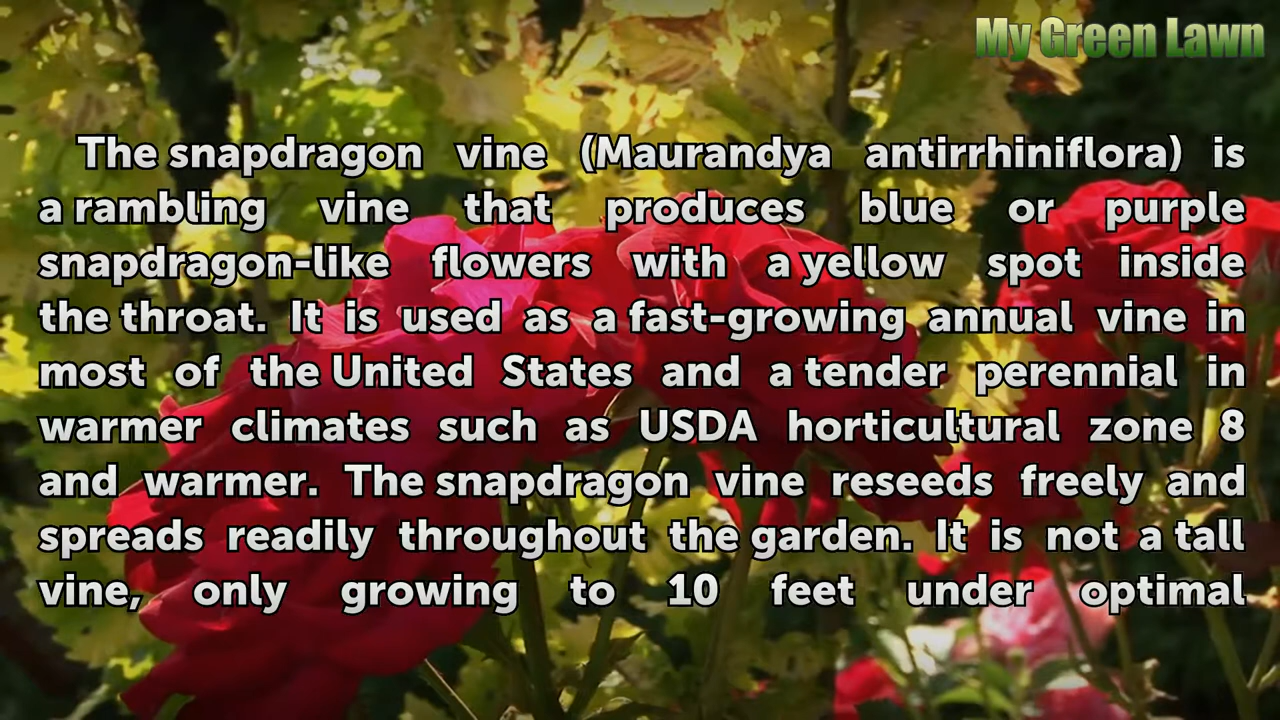 My Green Lawn
The snapdragon vine (Maurandya antirrhiniflora) is
a rambling vine that produces blue or purple
snapdragon-like flowers with a yellow spot inside
the throat. It is used as a fast-growing annual vine in
most of the United States and a tender perennial in
warmer climates such as USDA horticultural zone 8
and warmer. The snapdragon vine reseeds freely and
spreads readily throughout the garden. It is not a tall
vine, only growing to 10 feet under optimal